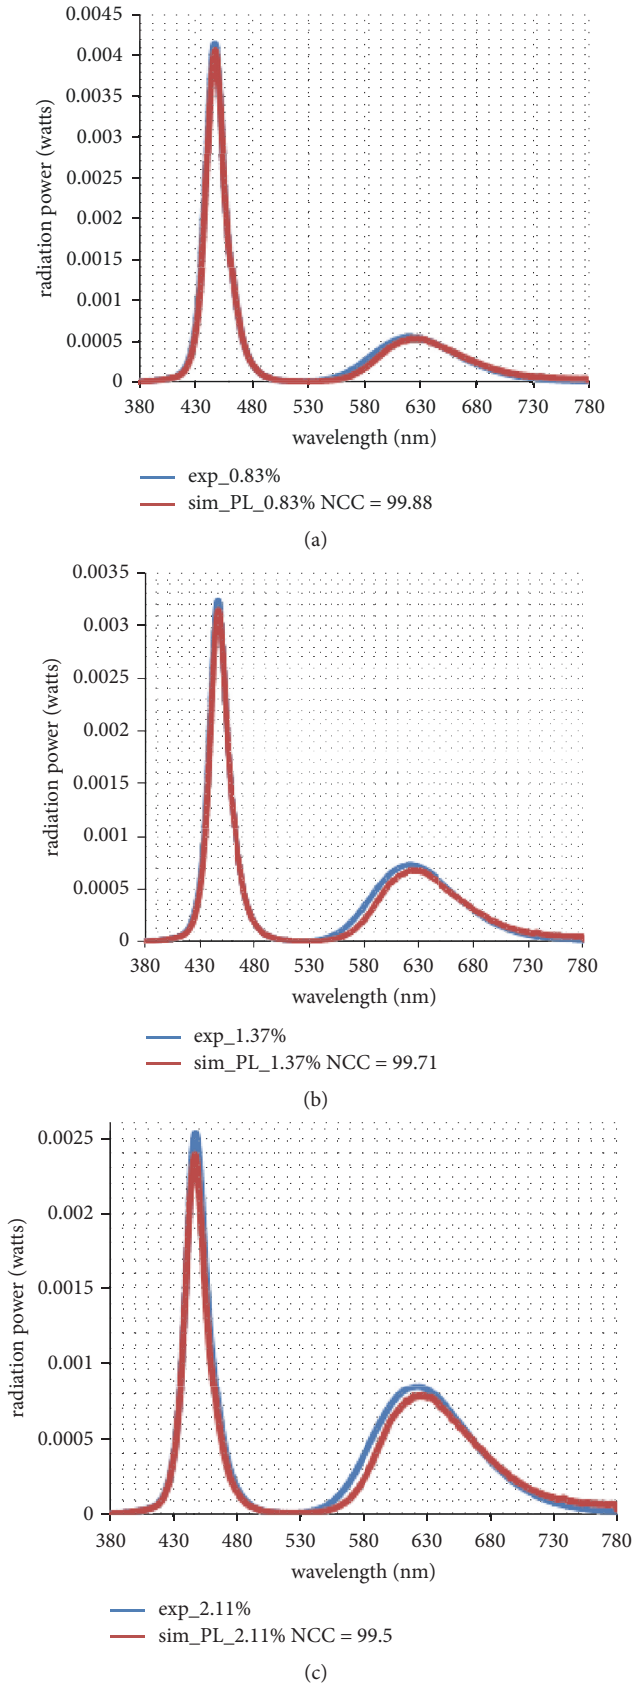 0.0045
0.004
0.0035
0.003
0.0025
0.002
0.0015
0.001
0.0005
0
radiation power (watts)
380 430 480 530 580 630 680 730 780
wavelength (nm)
exp_0.83%
sim_PL_0.83% NCC = 99.88
(a)
0.0035
0.003
0.0025
0.002
0.0015
0.001
0.0005
0
radiation power (watts)
380 430 480 530 580 630 680 730 780
wavelength (nm)
exp_1.37%
sim_PL_1.37% NCC = 99.71
(b)
0.0025
0.002
0.0015
0.001
0.0005
0
radiation power (watts)
380 430 480 530 580 630 680 730 780
wavelength (nm)
exp_2.11%
sim_PL_2.11% NCC = 99.5
(c)